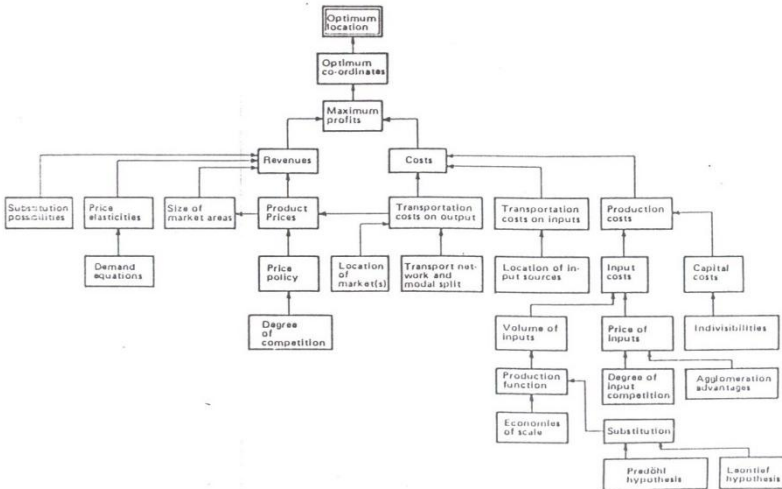 Optimum
location
Optimum
co-ordinates
Maximum
profits
Revenues
Costs
Substitution
possibilities
Price
elasticities
Size of
market areas
Product
Prices
Transportation
costs on output
Transportation
costs on inputs
Production
costs
Demand
equations
Price
policy
Location of
market(s)
Transport net-
work and
modal split
Location of in-
put sources
Input
costs
Capital
costs
Degree of
competition
Volume of
inputs
Price of
inputs
Indivisibilities
Production
function
Degree of
input
competition
Agglomeration
advantages
Economies
of scale
Substitution
Predöhl
hypothesis
Leontief
hypothesis